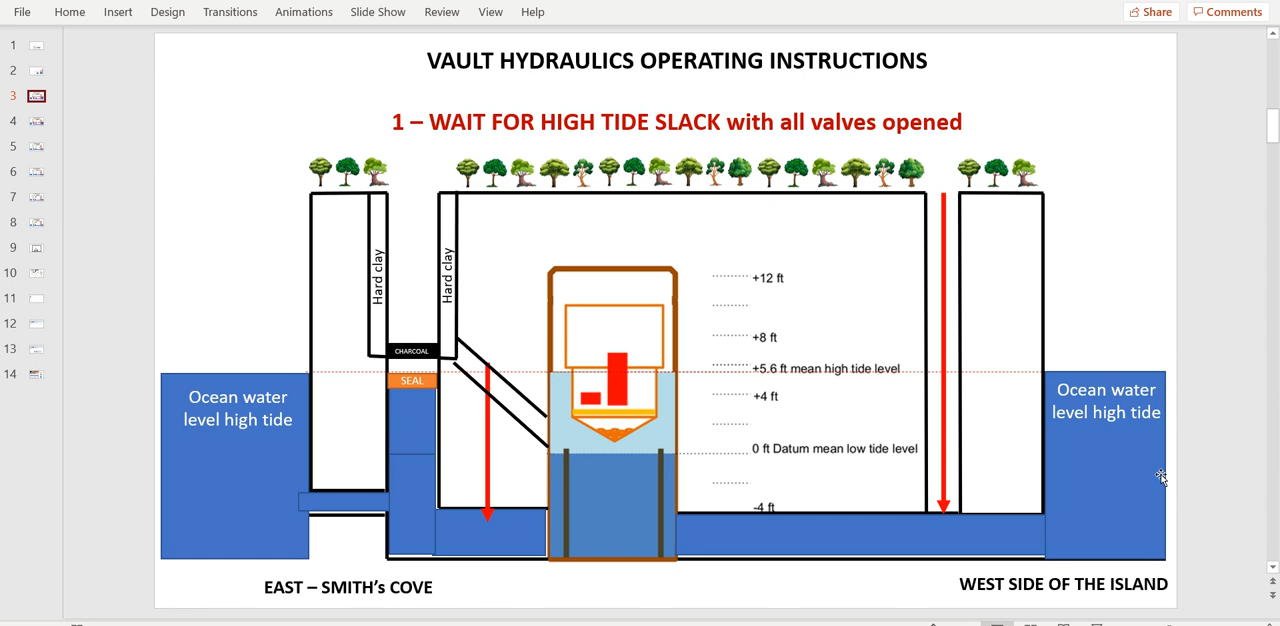 File Home Insert Design Transitions Animations Slide Show Review View Help Share Comments
1
2
3
4
5
6
7
8
9
10
11
12
13
14
VAULT HYDRAULICS OPERATING INSTRUCTIONS
1 – WAIT FOR HIGH TIDE SLACK with all valves opened
Hard clay
Hard clay
CHARCOAL
SEAL
+12 ft
+8 ft
+5.6 ft mean high tide level
+4 ft
0 ft Datum mean low tide level
-4 ft
Ocean water
level high tide
Ocean water
level high tide
EAST – SMITH's COVE
WEST SIDE OF THE ISLAND